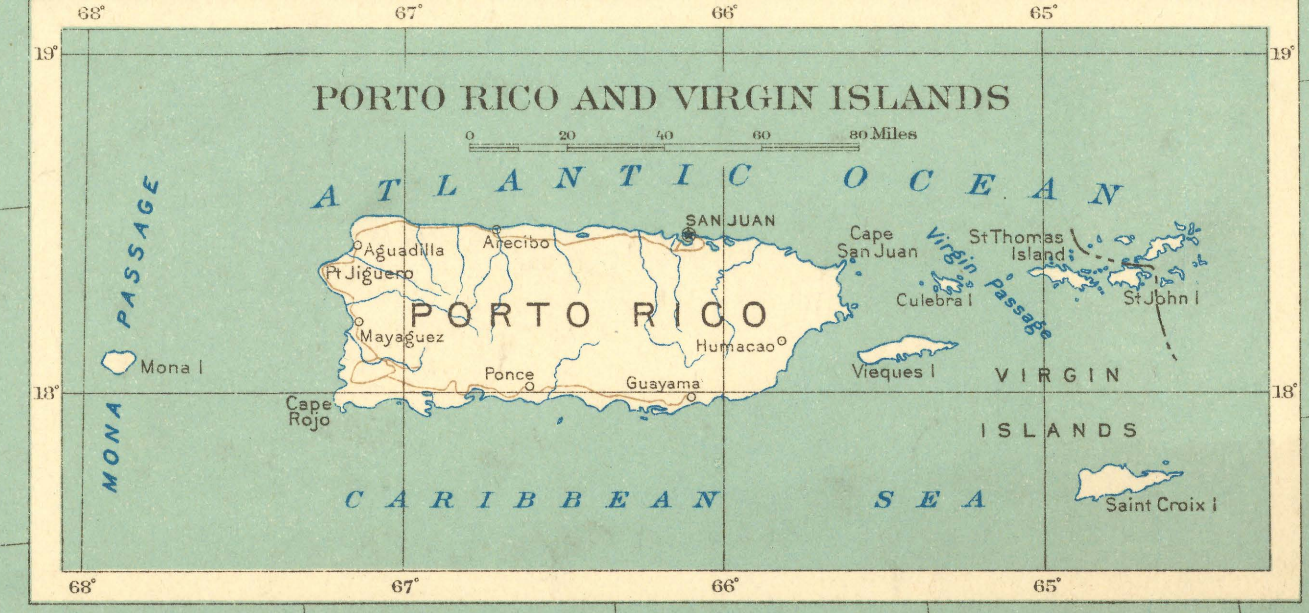 68° 67° 66° 65°
19° 19°
PORTO RICO AND VIRGIN ISLANDS
0 20 40 60 80 Miles
ATLANTIC OCEAN
MONA PASSAGE
SAN JUAN
Arecibo
Aguadilla
Pt Jiguero
Cape
San Juan
Virgin Passage
St Thomas
Island
Culebra I
St John I
PORTO RICO
Mayaguez
Humacao
Mona I
Vieques I
Ponce
Guayama
VIRGIN
ISLANDS
18° 18°
Cape
Rojo
CARIBBEAN SEA
Saint Croix I
68° 67° 66° 65°